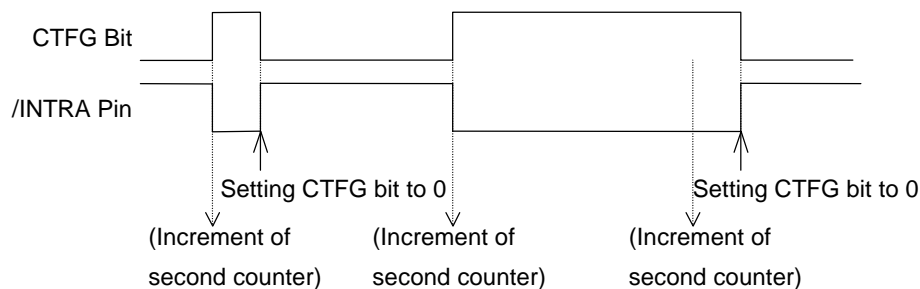 CTFG Bit
/INTRA Pin
Setting CTFG bit to 0
Setting CTFG bit to 0
(Increment of
second counter)
(Increment of
second counter)
(Increment of
second counter)